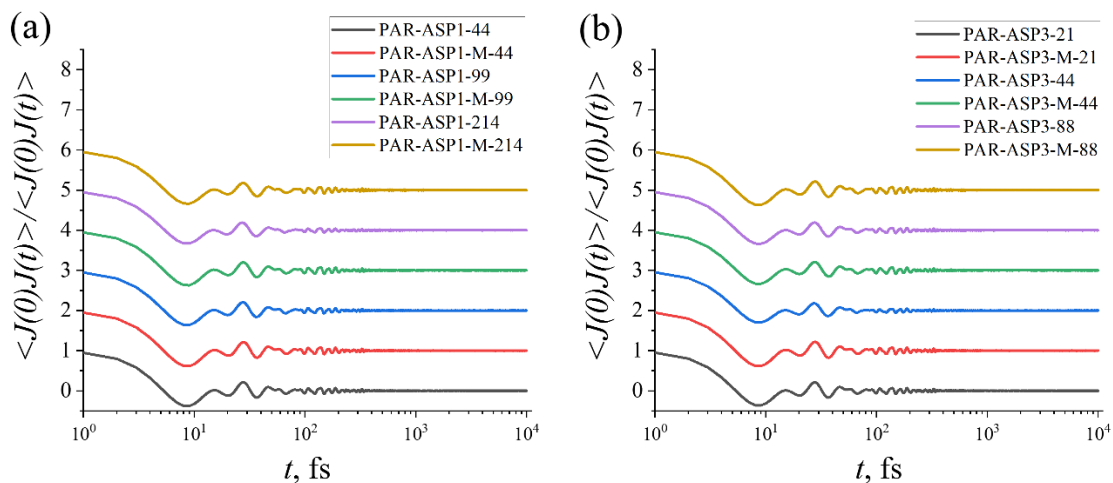 (a)
PAR-ASP1-44
PAR-ASP1-M-44
PAR-ASP1-99
PAR-ASP1-M-99
PAR-ASP1-214
PAR-ASP1-M-214
<J(0)J(t)>/<J(0)J(t)>
8
7
6
5
4
3
2
1
0
10⁰
10¹
10²
10³
10⁴
t, fs
(b)
PAR-ASP3-21
PAR-ASP3-M-21
PAR-ASP3-44
PAR-ASP3-M-44
PAR-ASP3-88
PAR-ASP3-M-88
<J(0)J(t)>/<J(0)J(t)>
8
7
6
5
4
3
2
1
0
10⁰
10¹
10²
10³
10⁴
t, fs